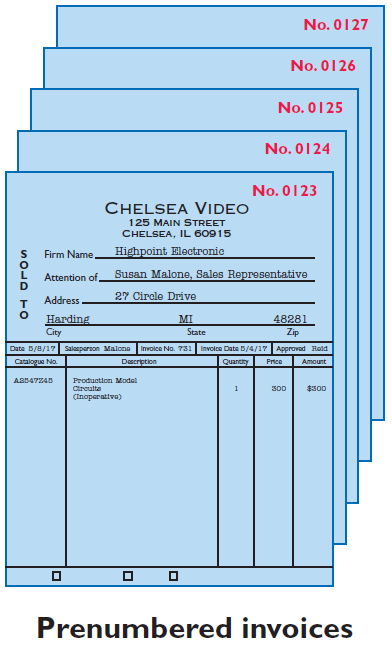 No. 0127
No. 0126
No. 0125
No. 0124
No. 0123
CHELSEA VIDEO
125 MAIN STREET
CHELSEA, IL 60915
SOLD TO
Firm Name Highpoint Electronic
Attention of Susan Malone, Sales Representative
Address 27 Circle Drive
Harding MI 48281
City State Zip
Date 5/8/17 Salesperson Malone Invoice No. 731 Invoice Date 5/4/17 Approved Reid
Catalogue No. Description Quantity Price Amount
A2547245 Production Model 1 300 $300
Circuits
(Inoperative)
Prenumbered invoices